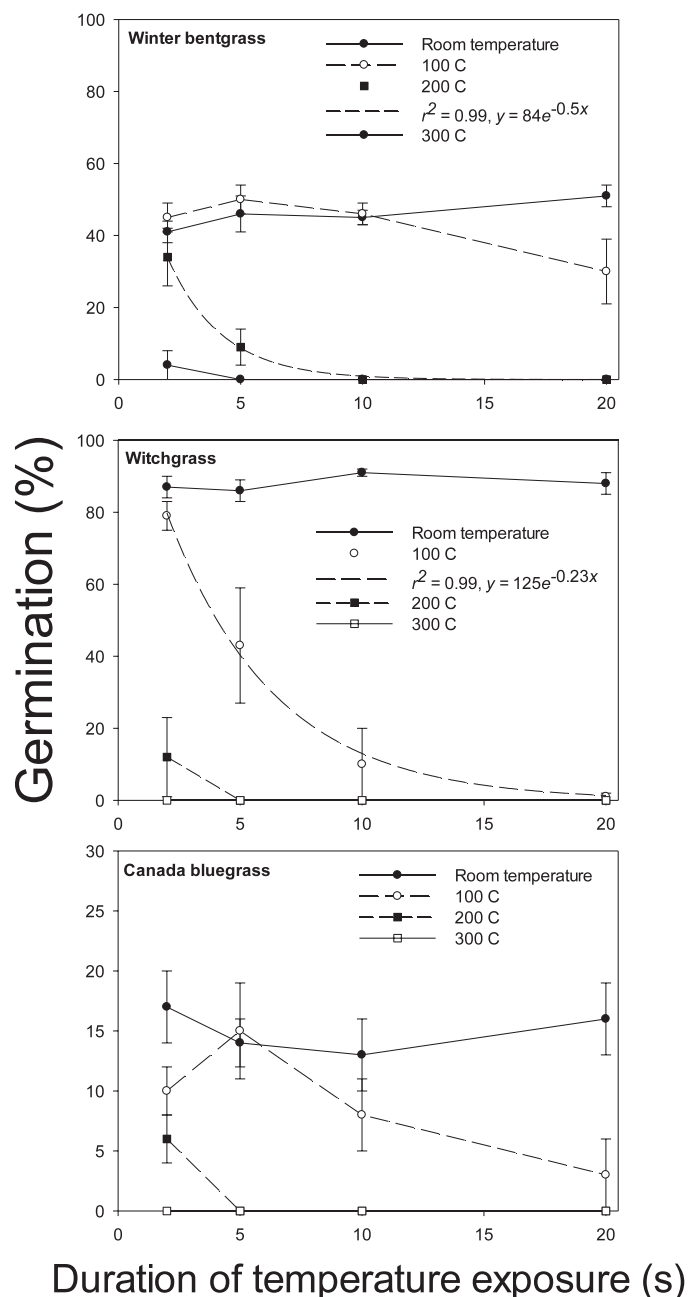 Germination (%)
Winter bentgrass
Room temperature
100 C
200 C
r² = 0.99, y = 84e^-0.5x
300 C
100
80
60
40
20
0
0 5 10 15 20
Witchgrass
Room temperature
100 C
r² = 0.99, y = 125e^-0.23x
200 C
300 C
100
80
60
40
20
0
0 5 10 15 20
Canada bluegrass
Room temperature
100 C
200 C
300 C
30
25
20
15
10
5
0
0 5 10 15 20
Duration of temperature exposure (s)